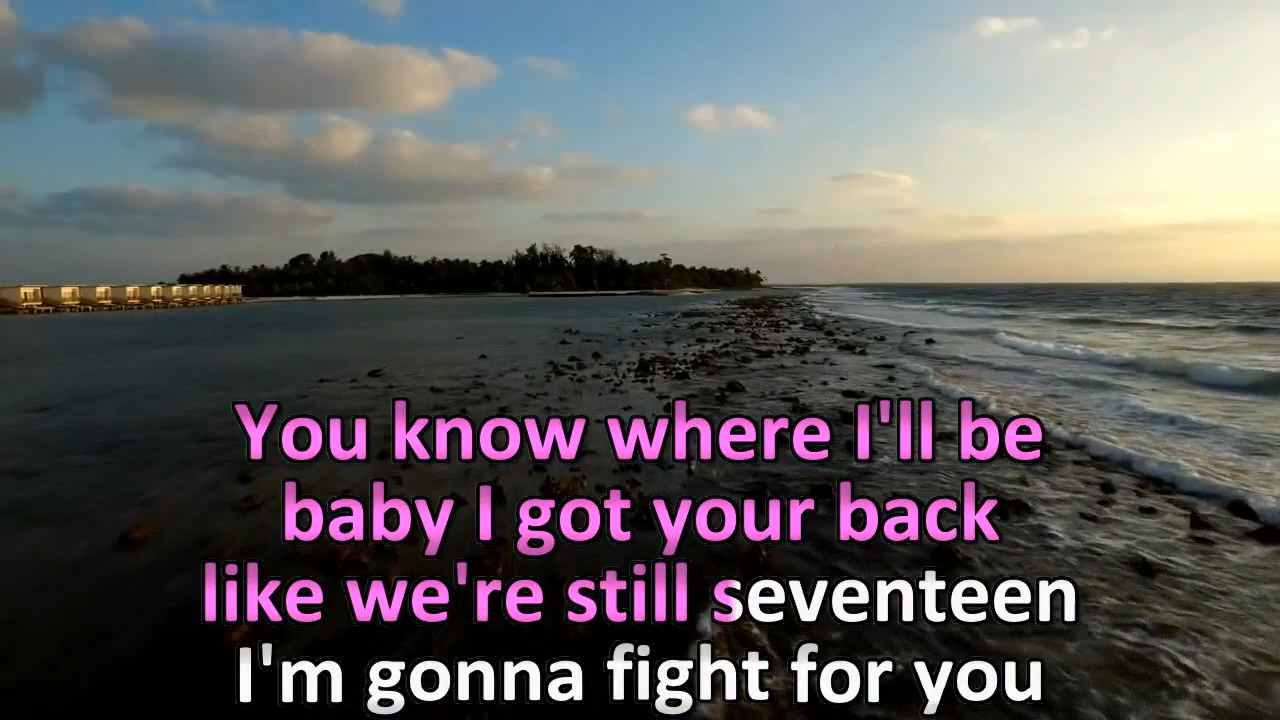 You know where I'll be
baby I got your back
like we're still seventeen
I'm gonna fight for you